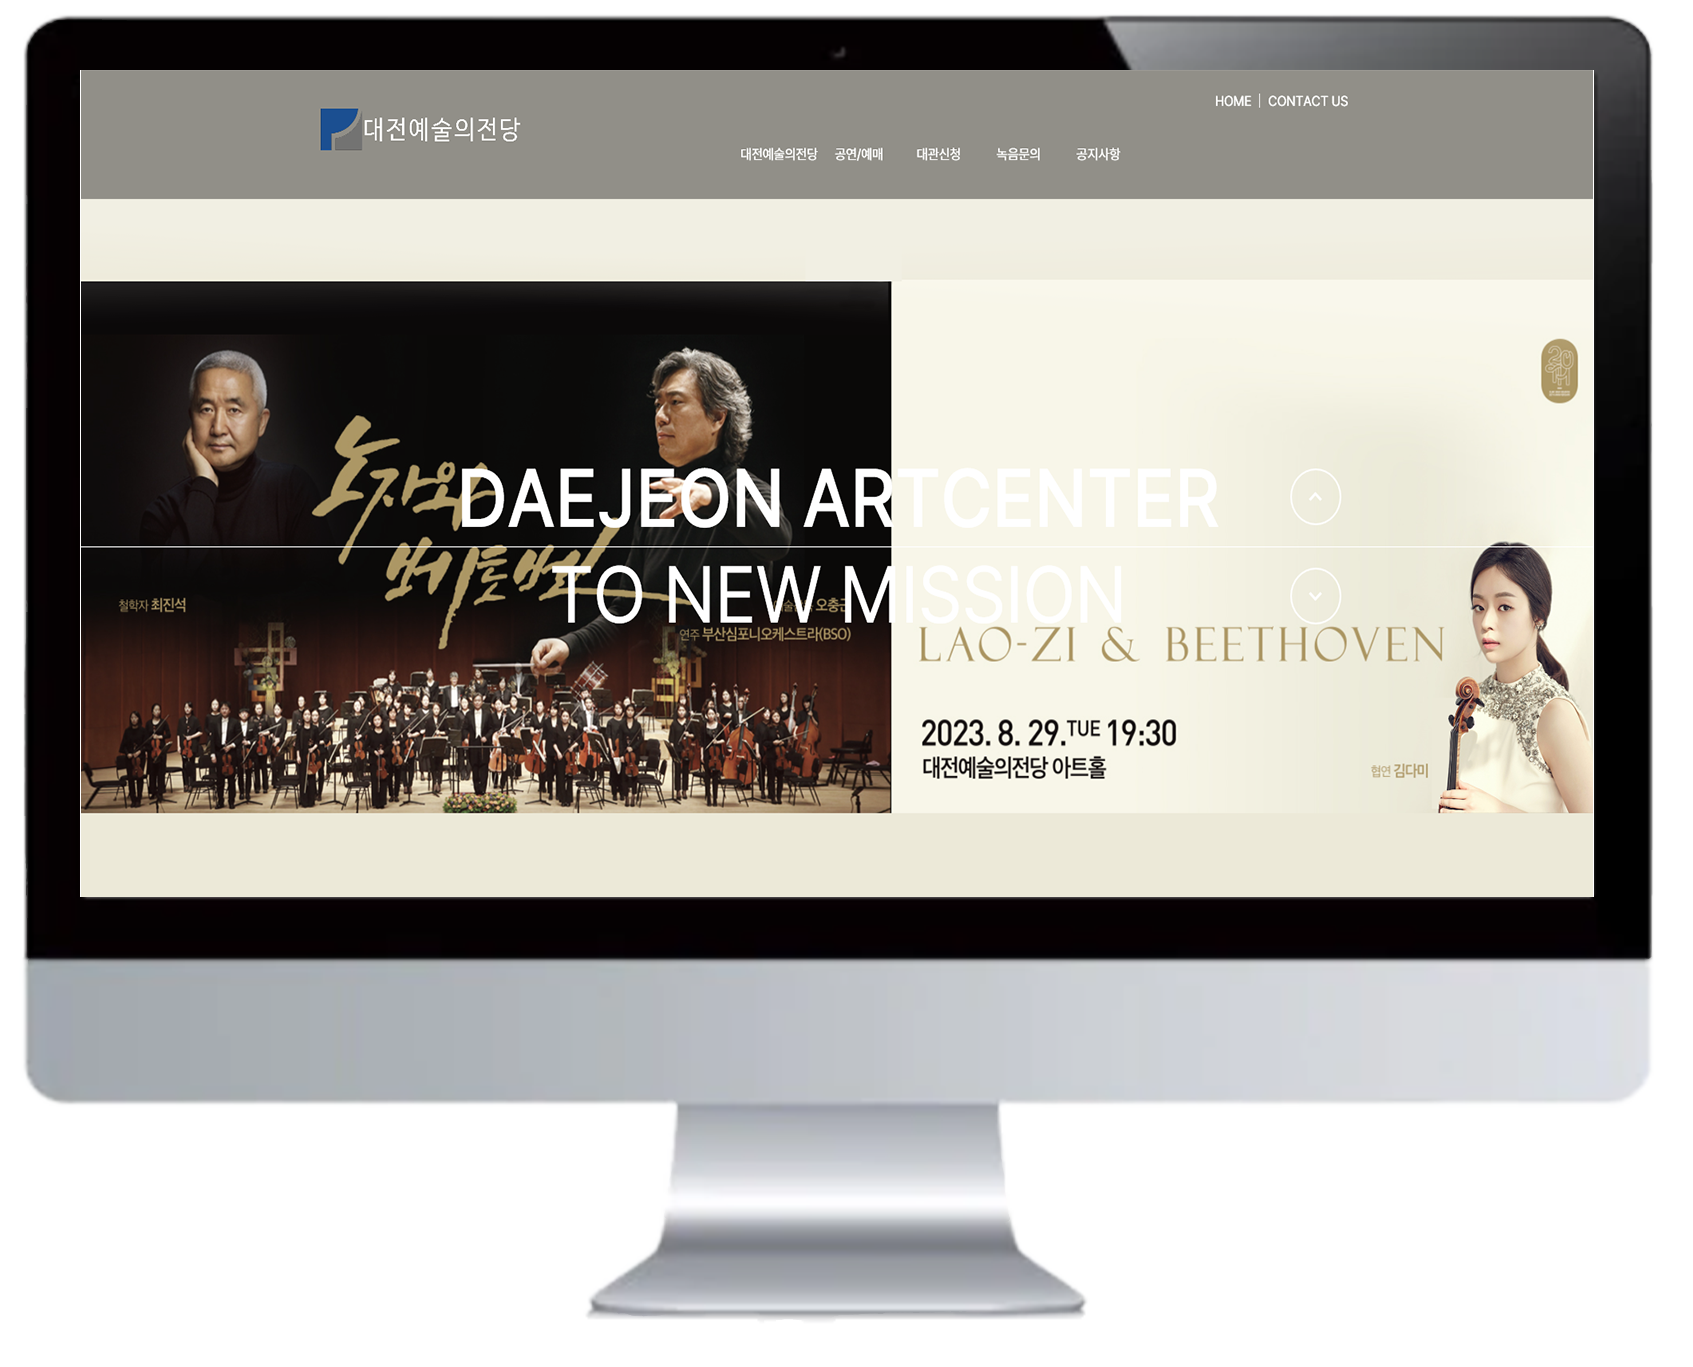 HOME | CONTACT US
대전예술의전당
대전예술의전당 공연/예매 대관신청 녹음문의 공지사항
노자와
베토벤
DAEJEON ARTCENTER
TO NEW MISSION
철학자 최진석
오충근
연주 부산심포니오케스트라(BSO)
LAO-ZI & BEETHOVEN
2023. 8. 29.TUE 19:30
대전예술의전당 아트홀
협연 김다미